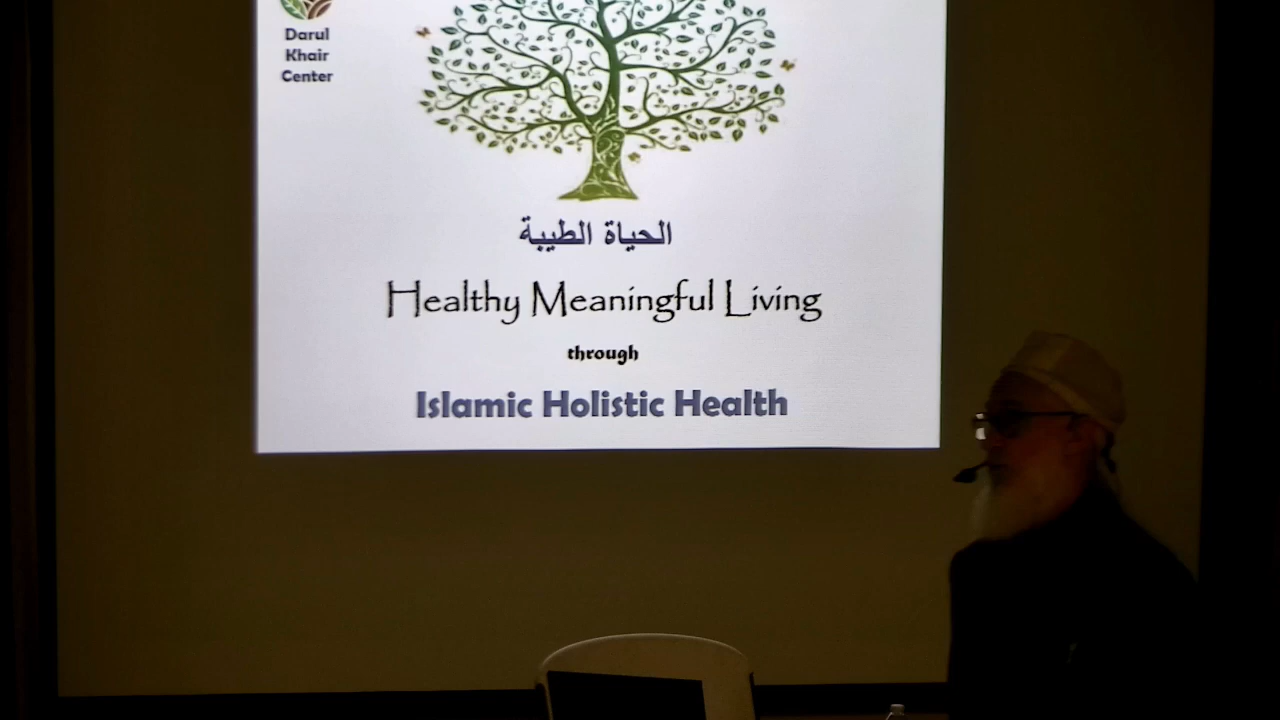 Darul
Khair
Center
الحياة الطيبة
Healthy Meaningful Living
through
Islamic Holistic Health